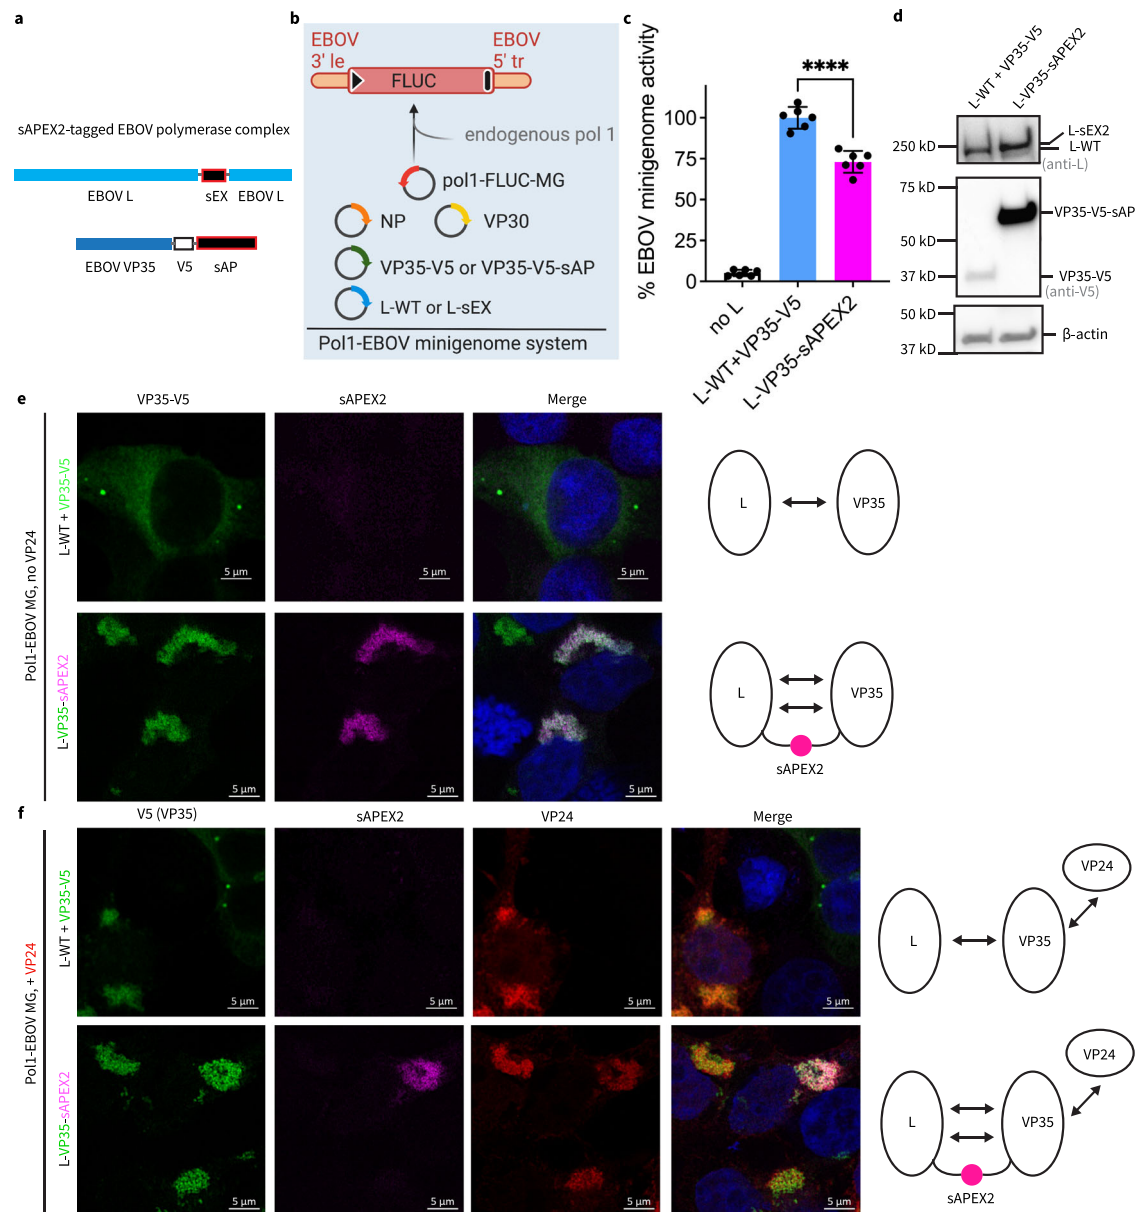 a
sAPEX2-tagged EBOV polymerase complex
EBOV L
sEX
EBOV L
EBOV VP35
V5
sAP
b
EBOV
3' le
EBOV
5' tr
FLUC
endogenous pol 1
pol1-FLUC-MG
NP
VP30
VP35-V5 or VP35-V5-sAP
L-WT or L-sEX
Pol1-EBOV minigenome system
c
% EBOV minigenome activity
100
75
50
25
0
****
no L
L-WT+VP35-V5
L-VP35-sAPEX2
d
L-WT + VP35-V5
L-VP35-sAPEX2
250 kD
L-sEX2
L-WT
(anti-L)
75 kD
50 kD
37 kD
VP35-V5-sAP
VP35-V5
(anti-V5)
50 kD
37 kD
β-actin
e
VP35-V5
sAPEX2
Merge
Pol1-EBOV MG, no VP24
L-WT + VP35-V5
5 µm
5 µm
5 µm
L
VP35
L-VP35-sAPEX2
5 µm
5 µm
5 µm
L
VP35
sAPEX2
f
V5 (VP35)
sAPEX2
VP24
Merge
Pol1-EBOV MG, + VP24
L-WT + VP35-V5
5 µm
5 µm
5 µm
5 µm
L
VP35
VP24
L-VP35-sAPEX2
5 µm
5 µm
5 µm
5 µm
L
VP35
VP24
sAPEX2